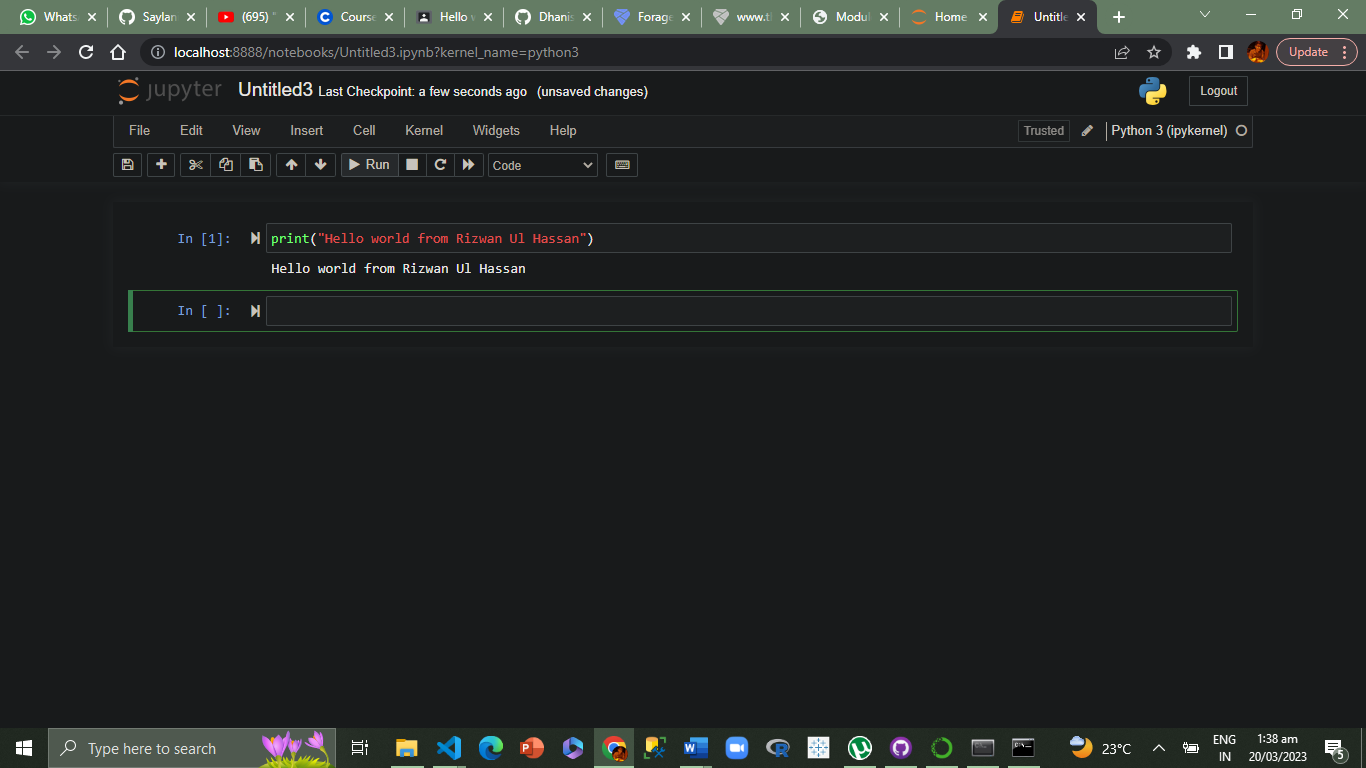 Whats Saylan (695) " Course Hello w Dhanis Forage www.t Modul Home Untitle
localhost:8888/notebooks/Untitled3.ipynb?kernel_name=python3 Update
jupyter Untitled3 Last Checkpoint: a few seconds ago (unsaved changes) Logout
File Edit View Insert Cell Kernel Widgets Help Trusted Python 3 (ipykernel)
Run Code
In [1]: print("Hello world from Rizwan Ul Hassan")
Hello world from Rizwan Ul Hassan
In [ ]:
Type here to search 23°C ENG 1:38 am
IN 20/03/2023 5